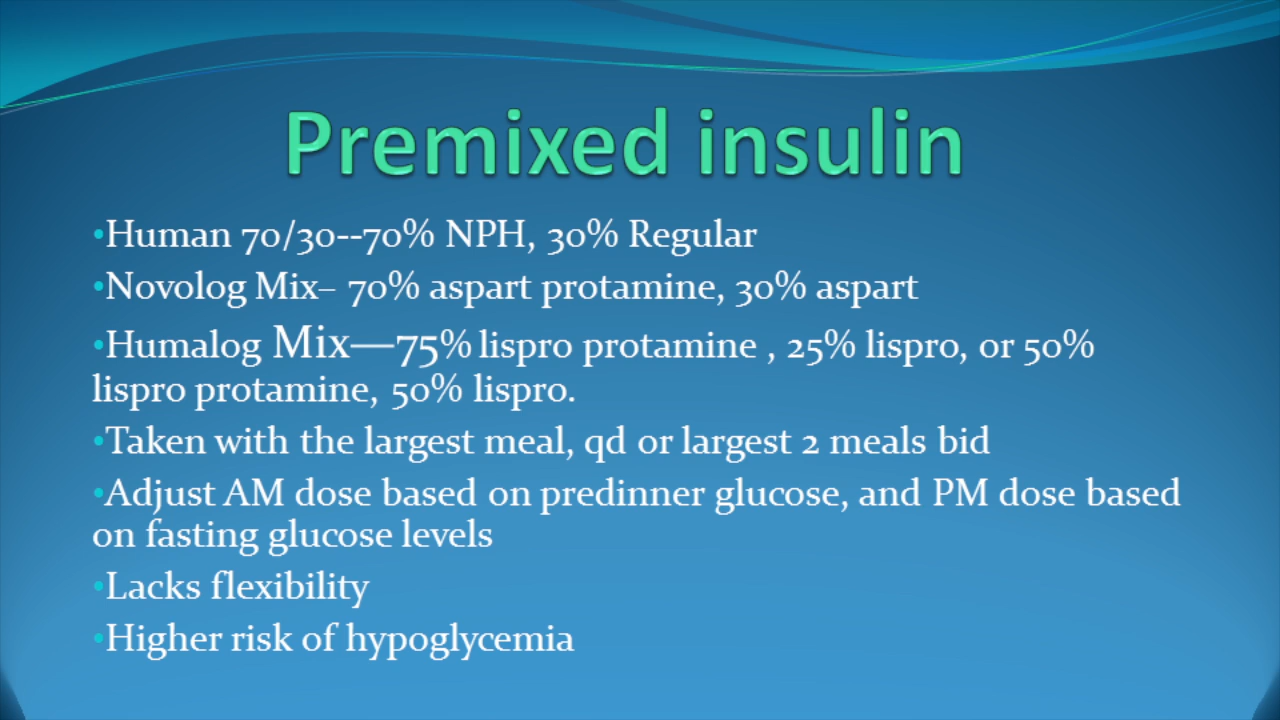 Premixed insulin
•Human 70/30--70% NPH, 30% Regular
•Novolog Mix– 70% aspart protamine, 30% aspart
•Humalog Mix—75% lispro protamine , 25% lispro, or 50%
lispro protamine, 50% lispro.
•Taken with the largest meal, qd or largest 2 meals bid
•Adjust AM dose based on predinner glucose, and PM dose based
on fasting glucose levels
•Lacks flexibility
•Higher risk of hypoglycemia